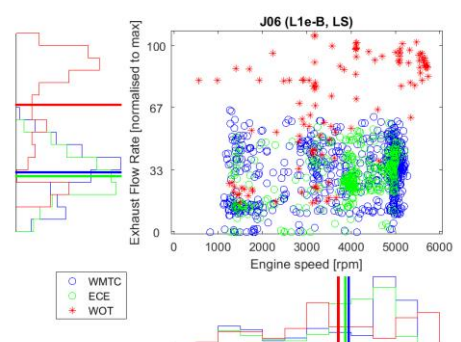 J06 (L1e-B, LS)
Exhaust Flow Rate [normalised to max]
100
67
33
0
0 1000 2000 3000 4000 5000 6000
Engine speed [rpm]
WMTC
ECE
WOT